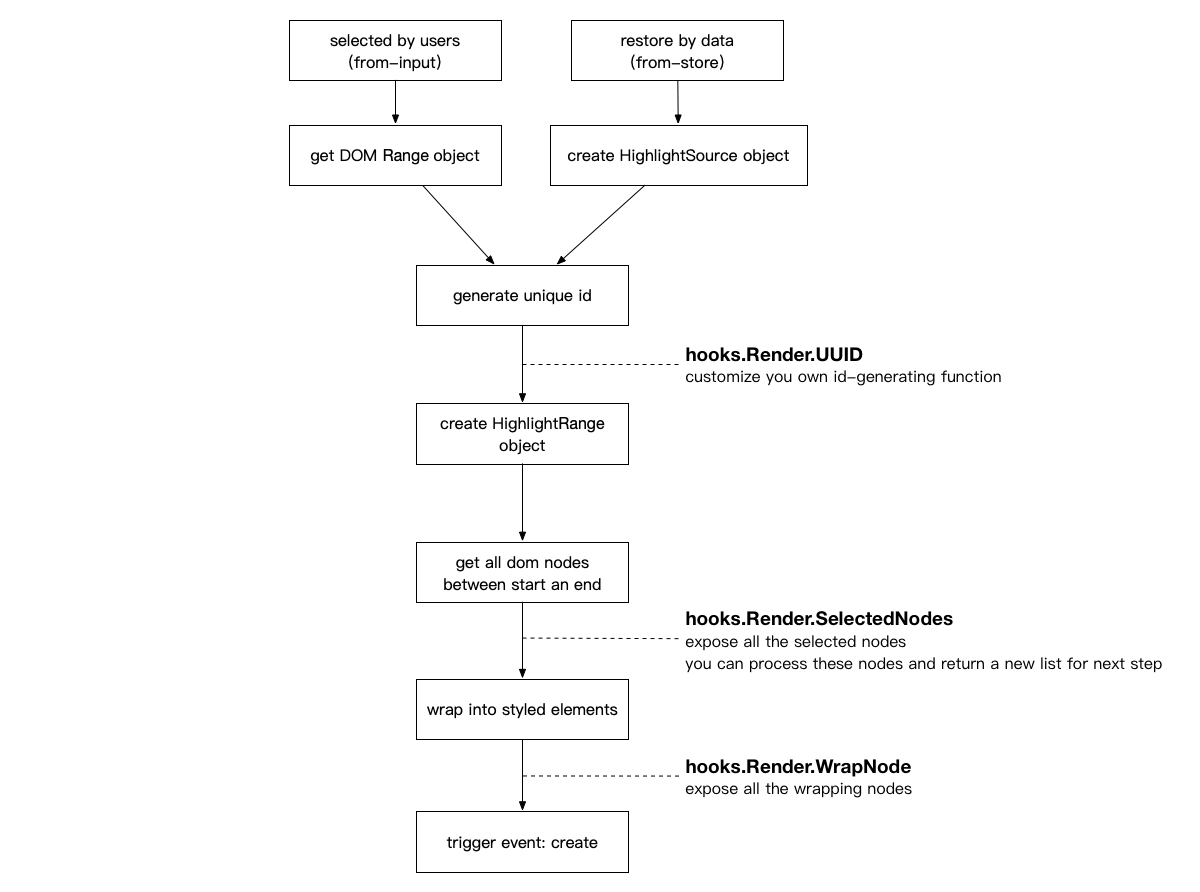 selected by users
(from-input)
restore by data
(from-store)
get DOM Range object
create HighlightSource object
generate unique id
hooks.Render.UUID
customize you own id-generating function
create HighlightRange
object
get all dom nodes
between start an end
hooks.Render.SelectedNodes
expose all the selected nodes
you can process these nodes and return a new list for next step
wrap into styled elements
hooks.Render.WrapNode
expose all the wrapping nodes
trigger event: create